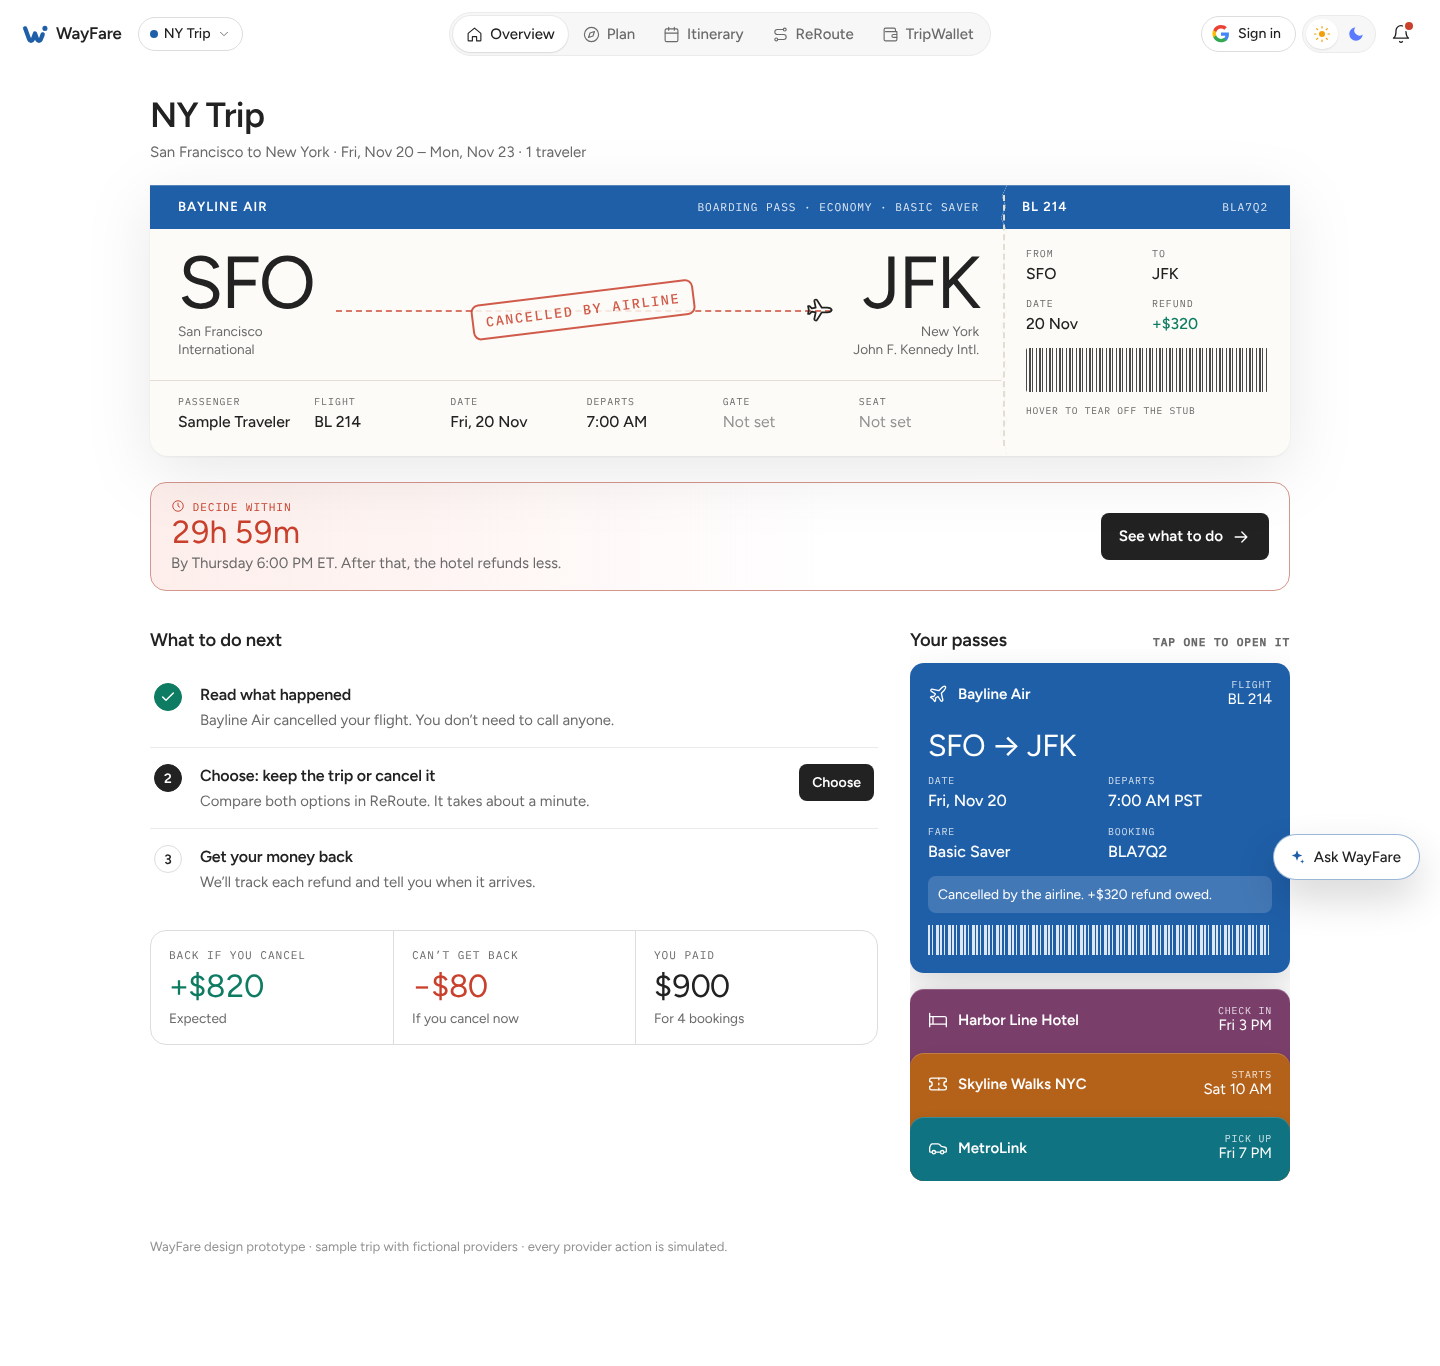 WayFare
NY Trip
Overview
Plan
Itinerary
ReRoute
TripWallet
Sign in
NY Trip
San Francisco to New York · Fri, Nov 20 – Mon, Nov 23 · 1 traveler
BAYLINE AIR
BOARDING PASS · ECONOMY · BASIC SAVER
BL 214
BLA7Q2
SFO
San Francisco
International
CANCELLED BY AIRLINE
JFK
New York
John F. Kennedy Intl.
PASSENGER
Sample Traveler
FLIGHT
BL 214
DATE
Fri, 20 Nov
DEPARTS
7:00 AM
GATE
Not set
SEAT
Not set
FROM
SFO
TO
JFK
DATE
20 Nov
REFUND
+$320
HOVER TO TEAR OFF THE STUB
DECIDE WITHIN
29h 59m
By Thursday 6:00 PM ET. After that, the hotel refunds less.
See what to do
What to do next
Read what happened
Bayline Air cancelled your flight. You don’t need to call anyone.
2
Choose: keep the trip or cancel it
Compare both options in ReRoute. It takes about a minute.
Choose
3
Get your money back
We’ll track each refund and tell you when it arrives.
BACK IF YOU CANCEL
+$820
Expected
CAN’T GET BACK
−$80
If you cancel now
YOU PAID
$900
For 4 bookings
Your passes
TAP ONE TO OPEN IT
Bayline Air
FLIGHT
BL 214
SFO → JFK
DATE
Fri, Nov 20
DEPARTS
7:00 AM PST
FARE
Basic Saver
BOOKING
BLA7Q2
Cancelled by the airline. +$320 refund owed.
Harbor Line Hotel
CHECK IN
Fri 3 PM
Skyline Walks NYC
STARTS
Sat 10 AM
MetroLink
PICK UP
Fri 7 PM
Ask WayFare
WayFare design prototype · sample trip with fictional providers · every provider action is simulated.